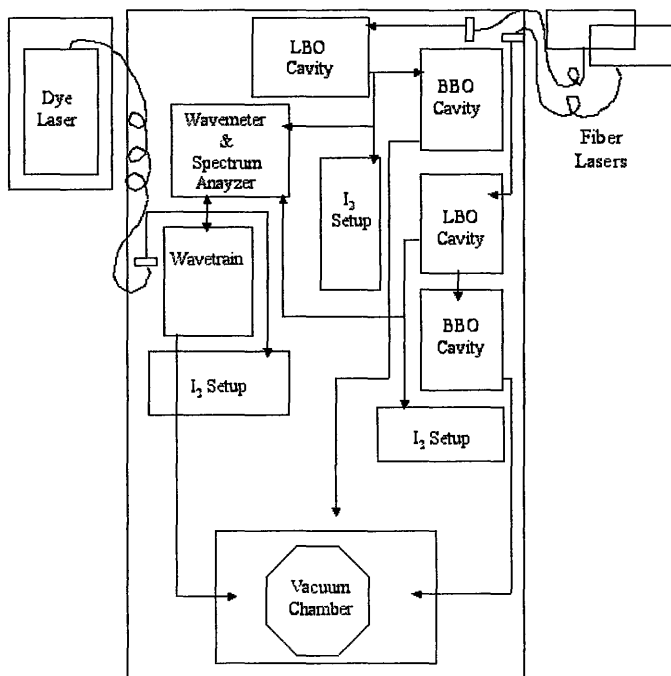 Dye
Laser
LBO
Cavity
BBO
Cavity
Fiber
Lasers
Wavemeter
&
Spectrum
Anayzer
I₂
Setup
LBO
Cavity
Wavetrain
BBO
Cavity
I₂ Setup
I₂ Setup
Vacuum
Chamber